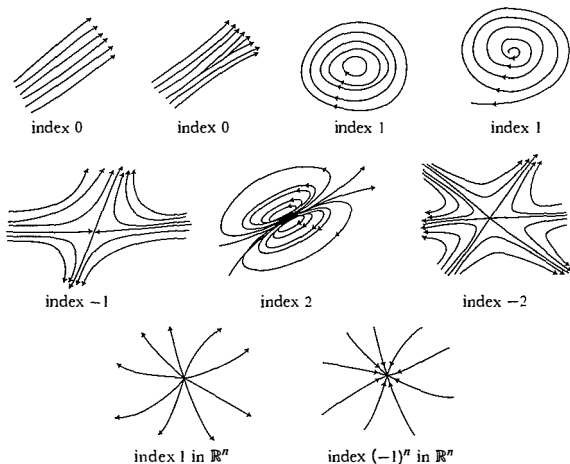 index 0
index 0
index 1
index 1
index −1
index 2
index −2
index 1 in ℝⁿ
index (−1)ⁿ in ℝⁿ